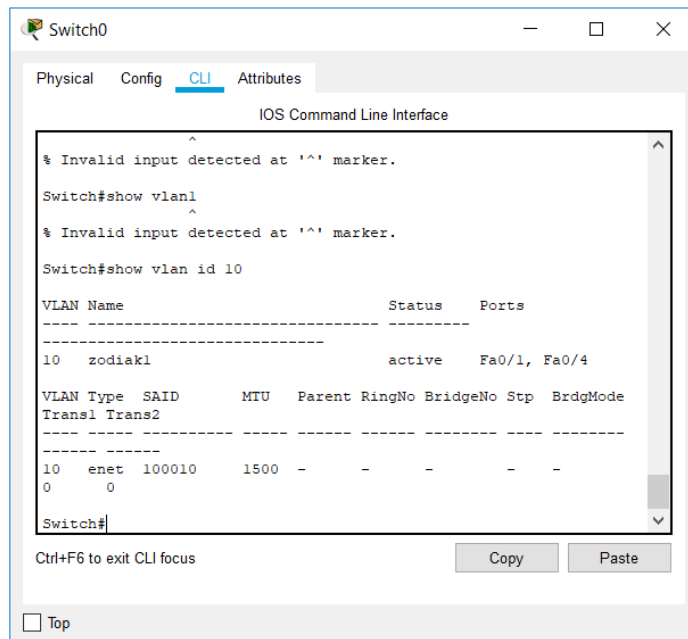 Switch0
Physical Config CLI Attributes
IOS Command Line Interface
^
% Invalid input detected at '^' marker.
Switch#show vlan1
^
% Invalid input detected at '^' marker.
Switch#show vlan id 10
VLAN Name Status Ports
---- -------------------------------- ---------
-------------------------------
10 zodiak1 active Fa0/1, Fa0/4
VLAN Type SAID MTU Parent RingNo BridgeNo Stp BrdgMode
Trans1 Trans2
---- ----- ---------- ----- ------ ------ -------- ---- --------
------ ------
10 enet 100010 1500 - - - - -
0 0
Switch#
Ctrl+F6 to exit CLI focus
Copy Paste
Top